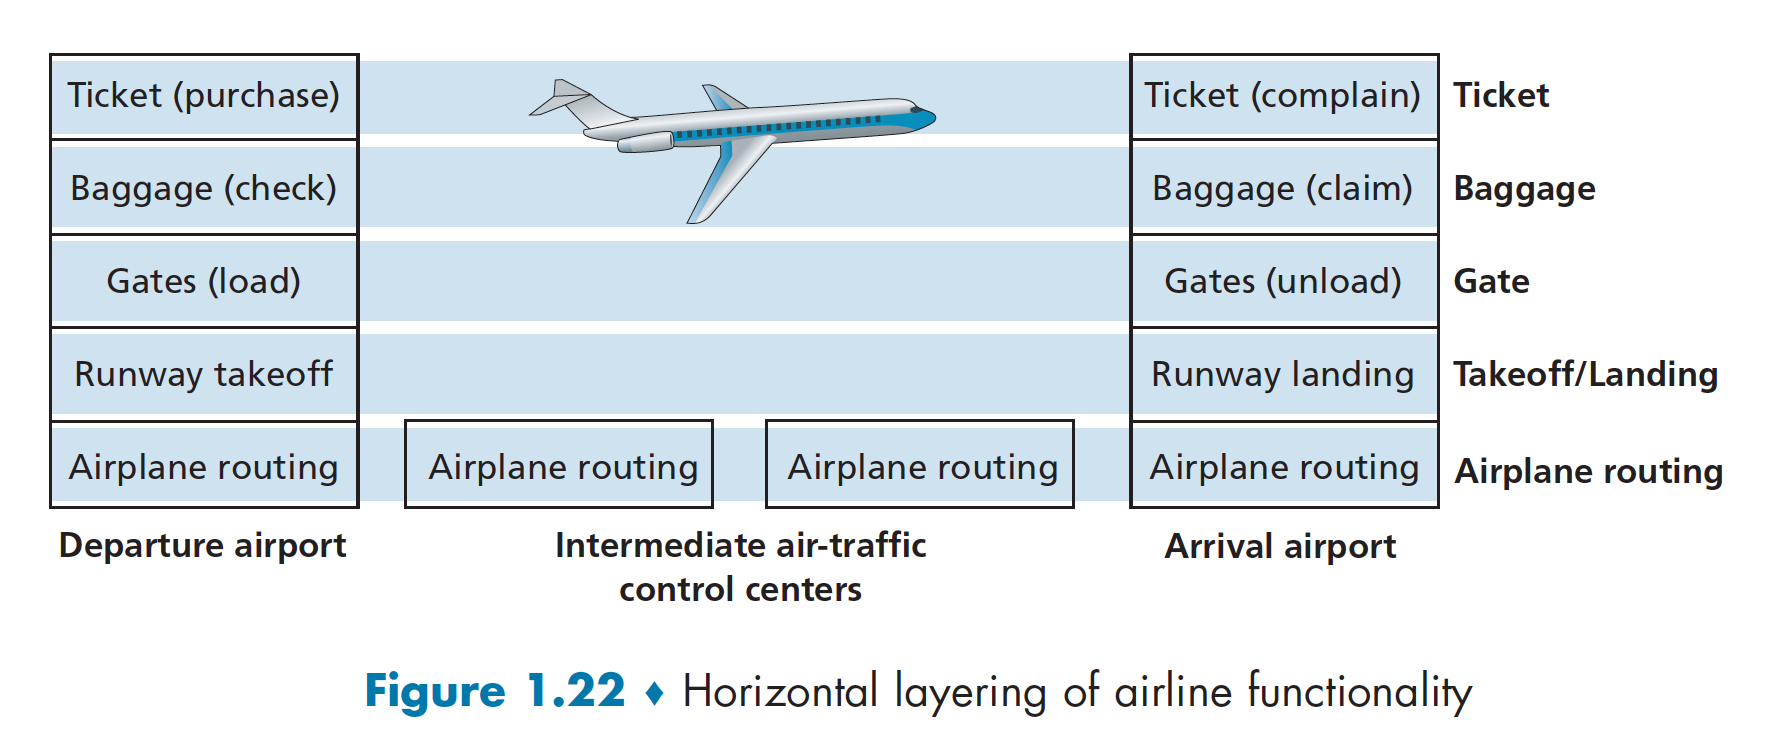 Ticket (purchase) Ticket (complain) Ticket
Baggage (check) Baggage (claim) Baggage
Gates (load) Gates (unload) Gate
Runway takeoff Runway landing Takeoff/Landing
Airplane routing Airplane routing Airplane routing Airplane routing Airplane routing
Departure airport Intermediate air-traffic Arrival airport
control centers
Figure 1.22 ♦ Horizontal layering of airline functionality